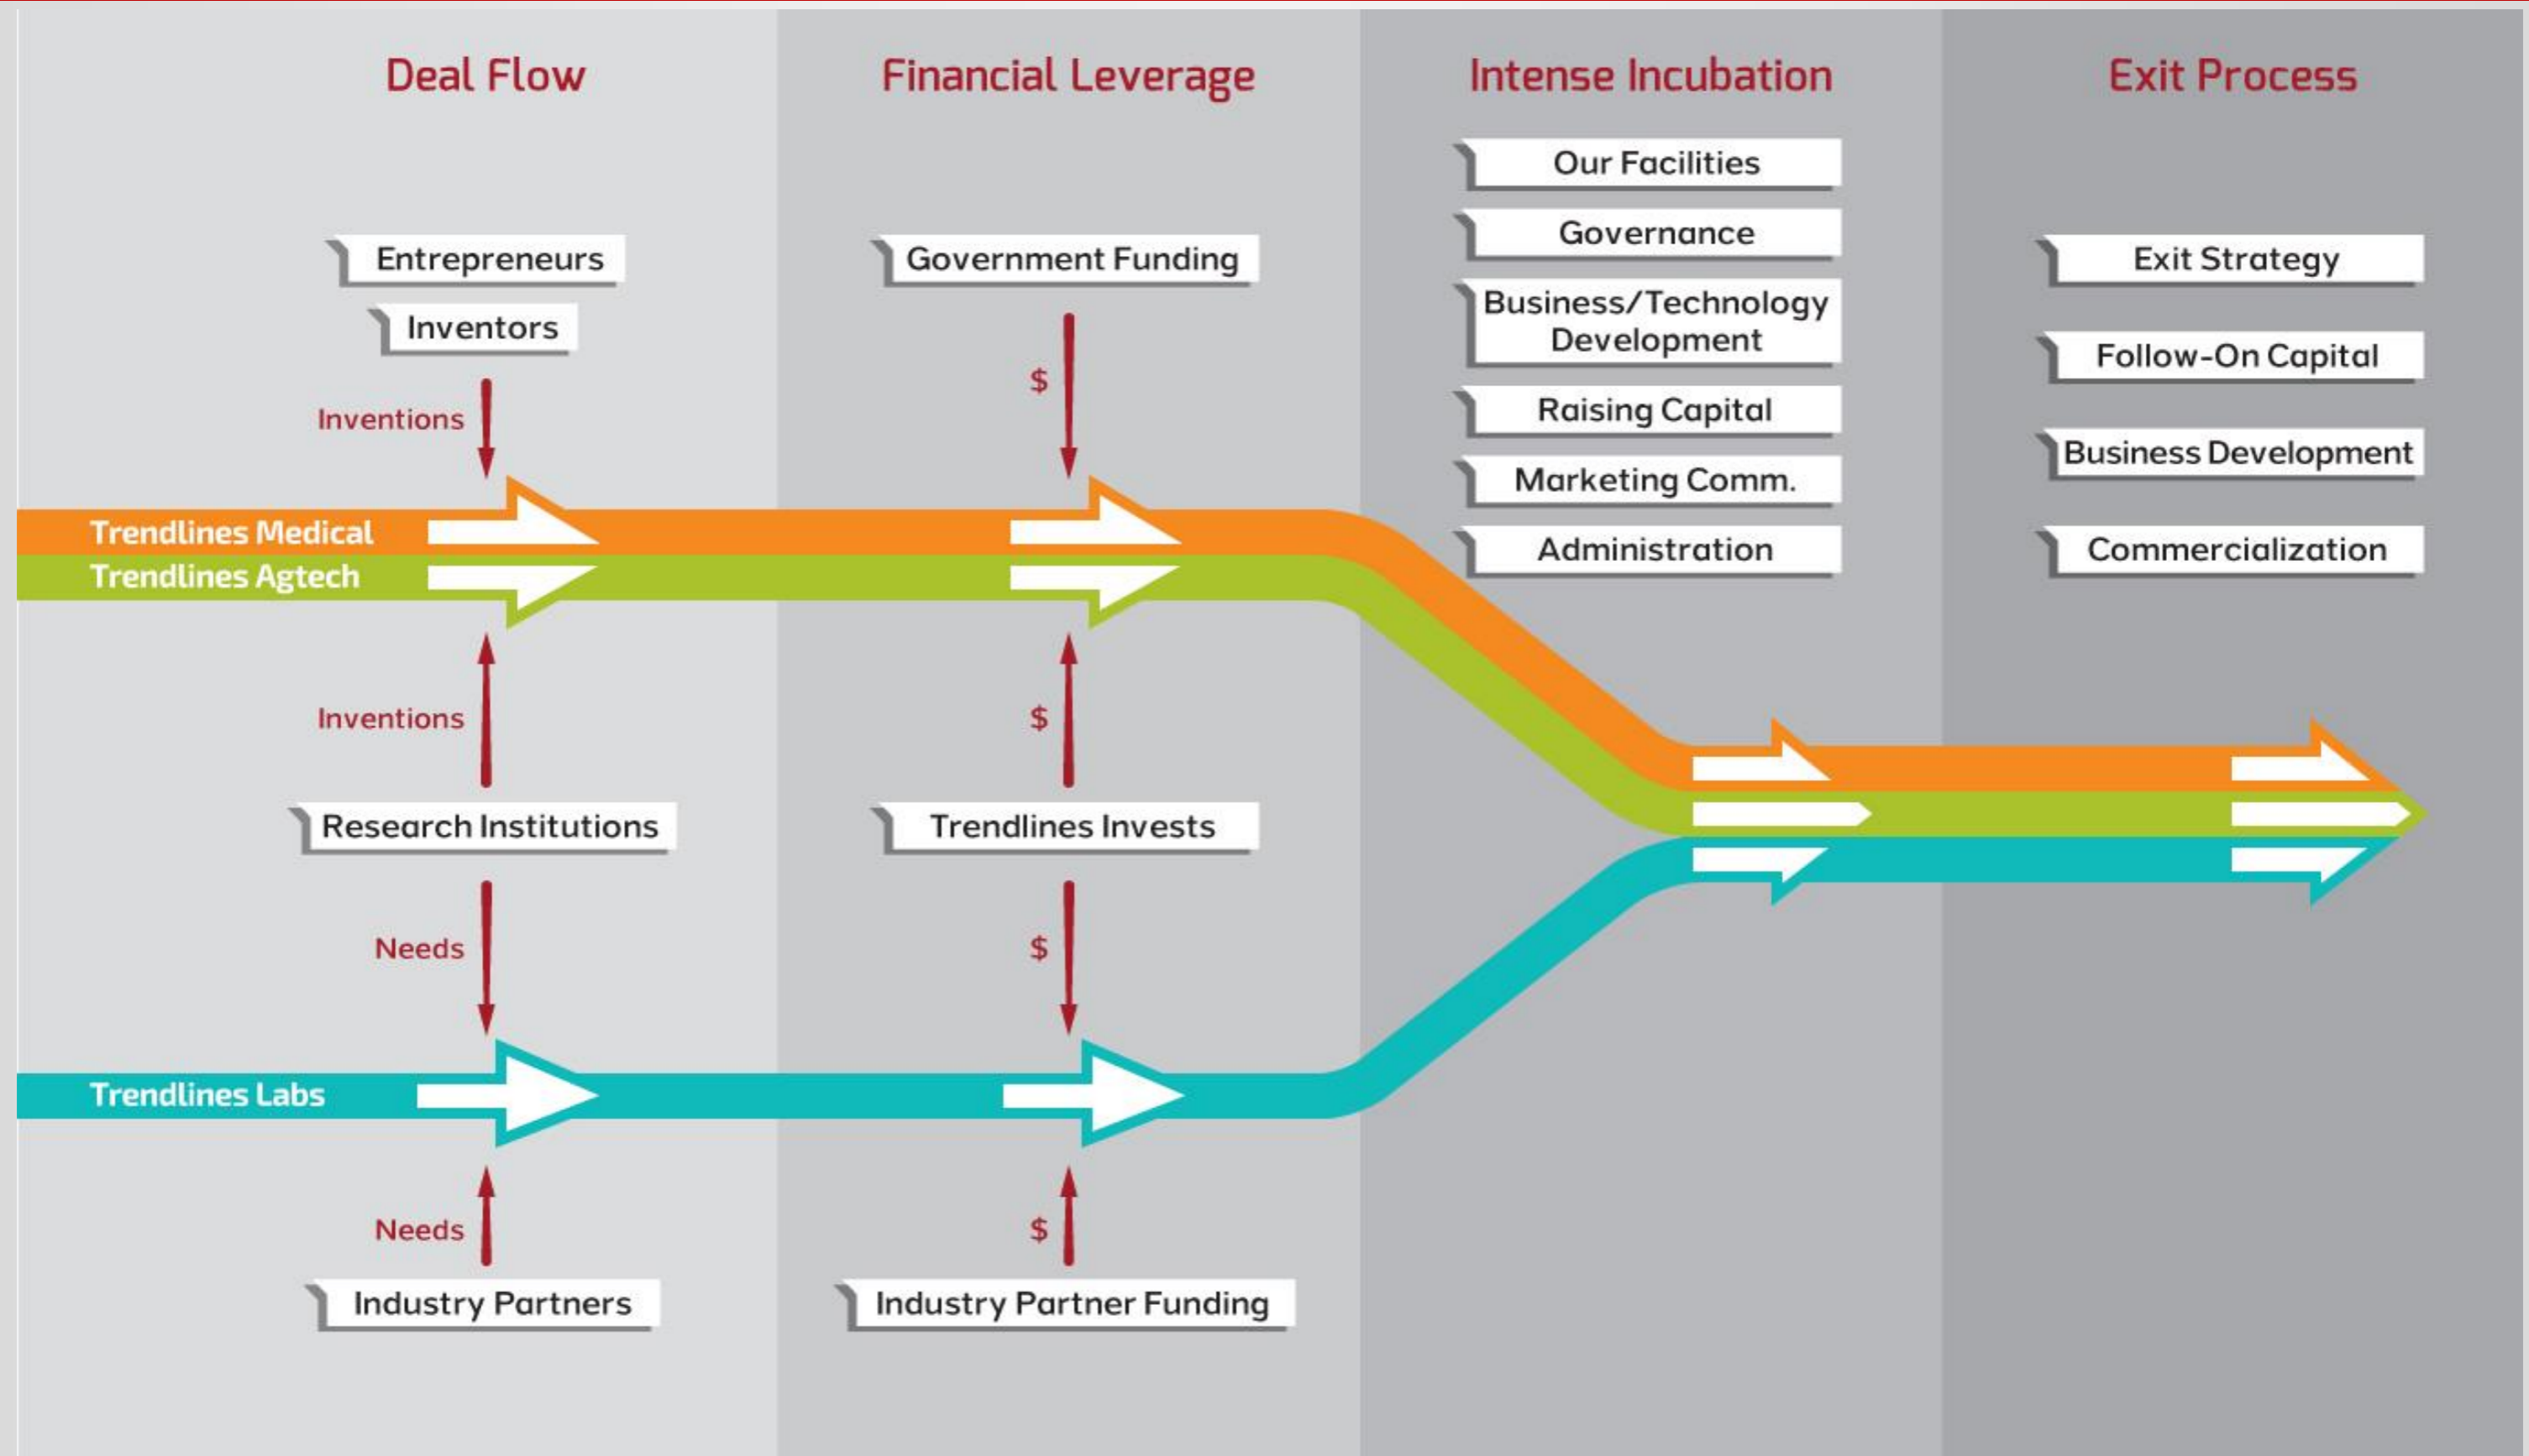 Deal Flow
Entrepreneurs
Inventors
Inventions
Trendlines Medical
Trendlines Agtech
Inventions
Research Institutions
Needs
Trendlines Labs
Needs
Industry Partners
Financial Leverage
Government Funding
$
$
Trendlines Invests
$
$
Industry Partner Funding
Intense Incubation
Our Facilities
Governance
Business/Technology
Development
Raising Capital
Marketing Comm.
Administration
Exit Process
Exit Strategy
Follow-On Capital
Business Development
Commercialization